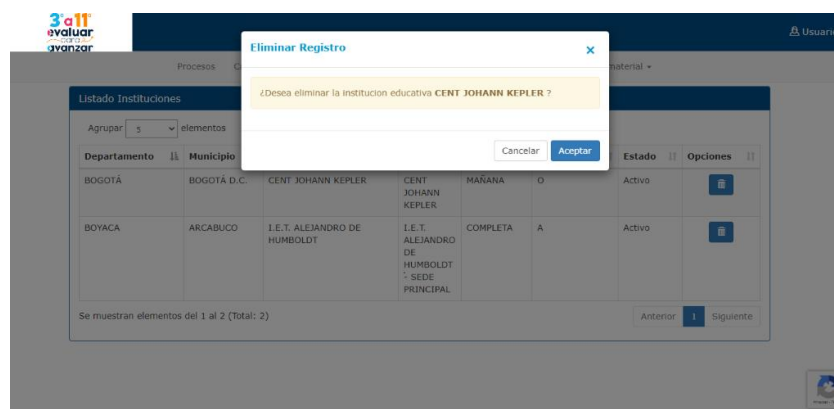 3°a11°
evaluar
para
avanzar
Usuario
Procesos
material
Eliminar Registro
×
¿Desea eliminar la institucion educativa CENT JOHANN KEPLER ?
Cancelar Aceptar
Listado Instituciones
Agrupar 5 elementos
Departamento Municipio Estado Opciones
BOGOTÁ BOGOTÁ D.C. CENT JOHANN KEPLER CENT MAÑANA O Activo
JOHANN
KEPLER
BOYACA ARCABUCO I.E.T. ALEJANDRO DE I.E.T. COMPLETA A Activo
HUMBOLDT ALEJANDRO
DE
HUMBOLDT
- SEDE
PRINCIPAL
Se muestran elementos del 1 al 2 (Total: 2) Anterior 1 Siguiente